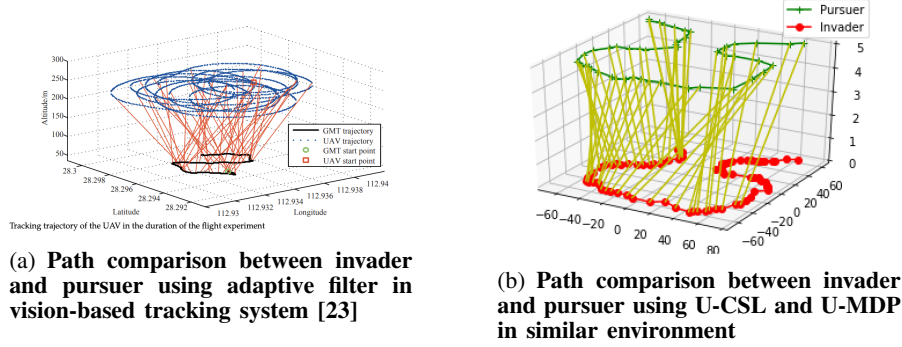 300
250
200
150
100
50
Altitude/m
28.3
28.298
28.296
28.294
28.292
Latitude
112.93
112.932
112.934
112.936
112.938
112.94
Longitude
GMT trajectory
UAV trajectory
GMT start point
UAV start point
Tracking trajectory of the UAV in the duration of the flight experiment
(a) Path comparison between invader
and pursuer using adaptive filter in
vision-based tracking system [23]
Pursuer
Invader
5
4
3
2
1
0
−60
−40
−20
0
20
40
60
80
−60
−40
−20
0
20
40
60
(b) Path comparison between invader
and pursuer using U-CSL and U-MDP
in similar environment